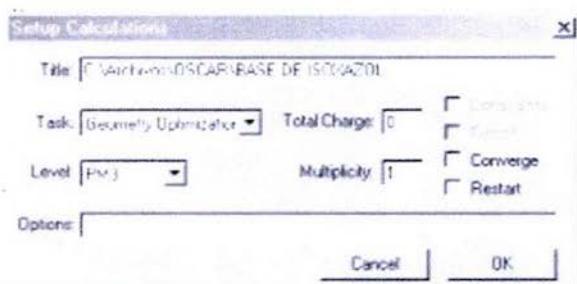 Setup Calculations
Title: C:\Archivos\OSCAR\BASE DE ISOXAZOL
Task: Geometry Optimization Total Charge: 0
Level: PM3 Multiplicity: 1 Converge
Restart
Options:
Cancel OK